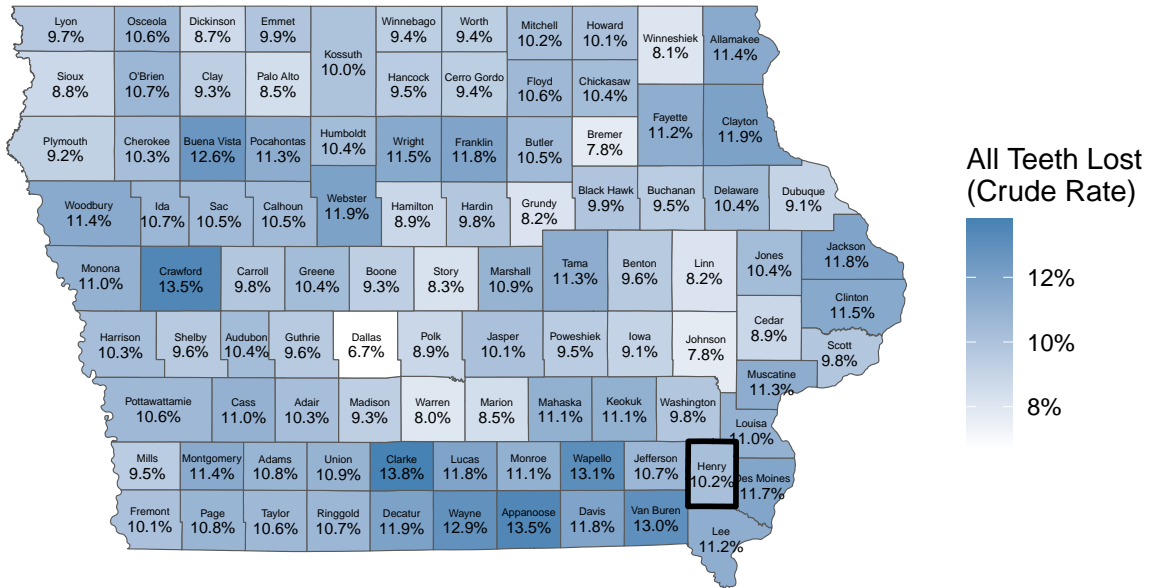 Lyon
9.7%
Osceola
10.6%
Dickinson
8.7%
Emmet
9.9%
Kossuth
10.0%
Winnebago
9.4%
Worth
9.4%
Mitchell
10.2%
Howard
10.1%
Winneshiek
8.1%
Allamakee
11.4%
Sioux
8.8%
O'Brien
10.7%
Clay
9.3%
Palo Alto
8.5%
Hancock
9.5%
Cerro Gordo
9.4%
Floyd
10.6%
Chickasaw
10.4%
Fayette
11.2%
Clayton
11.9%
Plymouth
9.2%
Cherokee
10.3%
Buena Vista
12.6%
Pocahontas
11.3%
Humboldt
10.4%
Wright
11.5%
Franklin
11.8%
Butler
10.5%
Bremer
7.8%
Woodbury
11.4%
Ida
10.7%
Sac
10.5%
Calhoun
10.5%
Webster
11.9%
Hamilton
8.9%
Hardin
9.8%
Grundy
8.2%
Black Hawk
9.9%
Buchanan
9.5%
Delaware
10.4%
Dubuque
9.1%
Monona
11.0%
Crawford
13.5%
Carroll
9.8%
Greene
10.4%
Boone
9.3%
Story
8.3%
Marshall
10.9%
Tama
11.3%
Benton
9.6%
Linn
8.2%
Jones
10.4%
Jackson
11.8%
Clinton
11.5%
Harrison
10.3%
Shelby
9.6%
Audubon
10.4%
Guthrie
9.6%
Dallas
6.7%
Polk
8.9%
Jasper
10.1%
Poweshiek
9.5%
Iowa
9.1%
Johnson
7.8%
Cedar
8.9%
Scott
9.8%
Muscatine
11.3%
Pottawattamie
10.6%
Cass
11.0%
Adair
10.3%
Madison
9.3%
Warren
8.0%
Marion
8.5%
Mahaska
11.1%
Keokuk
11.1%
Washington
9.8%
Louisa
11.0%
Mills
9.5%
Montgomery
11.4%
Adams
10.8%
Union
10.9%
Clarke
13.8%
Lucas
11.8%
Monroe
11.1%
Wapello
13.1%
Jefferson
10.7%
Henry
10.2%
Des Moines
11.7%
Fremont
10.1%
Page
10.8%
Taylor
10.6%
Ringgold
10.7%
Decatur
11.9%
Wayne
12.9%
Appanoose
13.5%
Davis
11.8%
Van Buren
13.0%
Lee
11.2%
All Teeth Lost
(Crude Rate)
12%
10%
8%